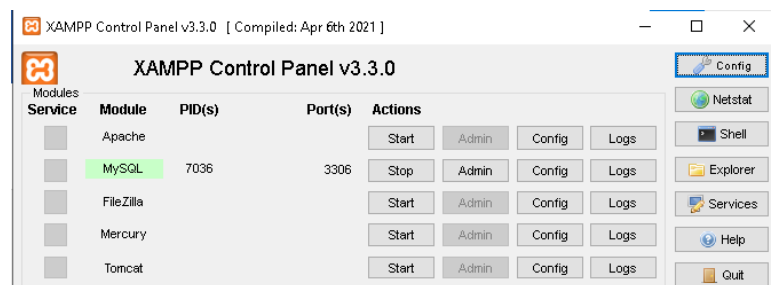 XAMPP Control Panel v3.3.0 [ Compiled: Apr 6th 2021 ]
XAMPP Control Panel v3.3.0
Config
Modules
Netstat
Service Module PID(s) Port(s) Actions
Apache Start Admin Config Logs
Shell
MySQL 7036 3306 Stop Admin Config Logs
Explorer
FileZilla Start Admin Config Logs
Services
Mercury Start Admin Config Logs
Help
Tomcat Start Admin Config Logs
Quit